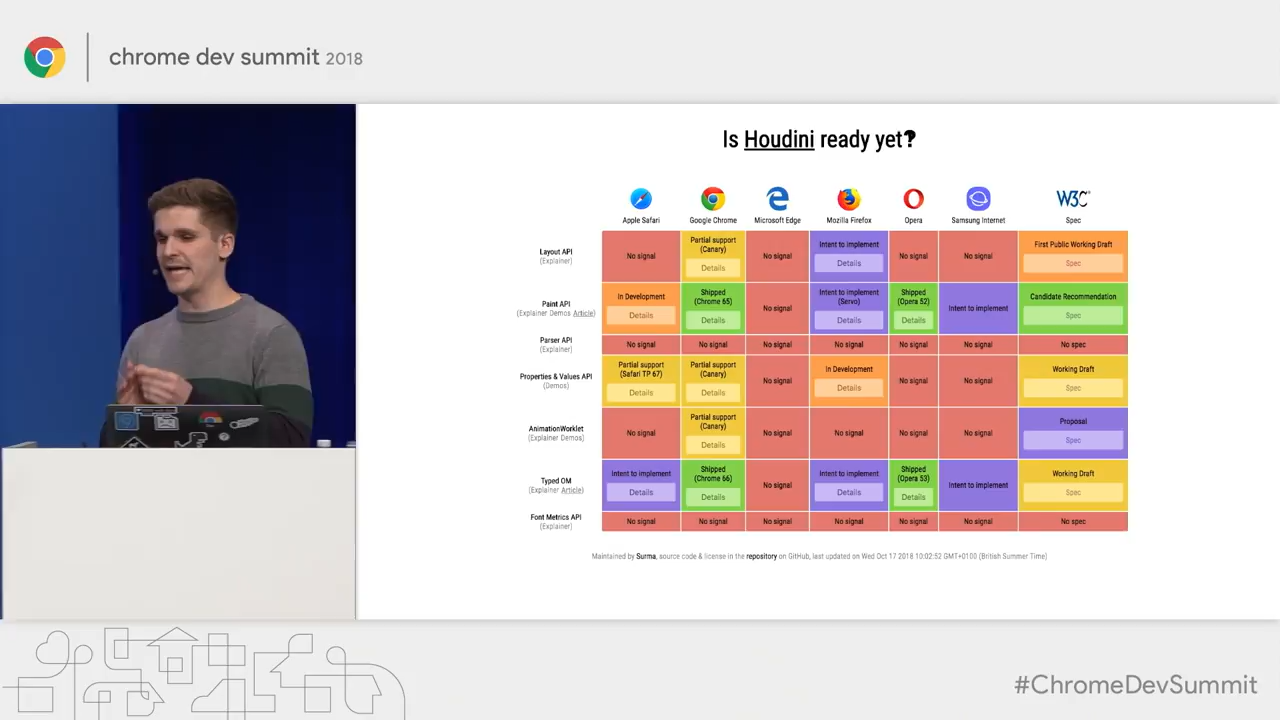 chrome dev summit 2018
Is Houdini ready yet?
W3C
Apple Safari Google Chrome Microsoft Edge Mozilla Firefox Opera Samsung Internet Spec
Layout API
(Explainer)
No signal
Partial support
(Canary)
Details
No signal
Intent to implement
Details
No signal
No signal
First Public Working Draft
Spec
Paint API
(Explainer Demos Article)
In Development
Details
Shipped
(Chrome 65)
Details
No signal
Intent to implement
(Servo)
Details
Shipped
(Opera 52)
Details
Intent to implement
Candidate Recommendation
Spec
Parser API
(Explainer)
No signal
No signal
No signal
No signal
No signal
No signal
No spec
Properties & Values API
(Demos)
Partial support
(Safari TP 67)
Details
Partial support
(Canary)
Details
No signal
In Development
Details
No signal
No signal
Working Draft
Spec
AnimationWorklet
(Explainer Demos)
No signal
Partial support
(Canary)
Details
No signal
No signal
No signal
No signal
Proposal
Spec
Typed OM
(Explainer Article)
Intent to implement
Details
Shipped
(Chrome 66)
Details
No signal
Intent to implement
Details
Shipped
(Opera 53)
Details
Intent to implement
Working Draft
Spec
Font Metrics API
(Explainer)
No signal
No signal
No signal
No signal
No signal
No signal
No spec
Maintained by Surma, source code & license in the repository on GitHub, last updated on Wed Oct 17 2018 10:02:52 GMT+0100 (British Summer Time)
#ChromeDevSummit